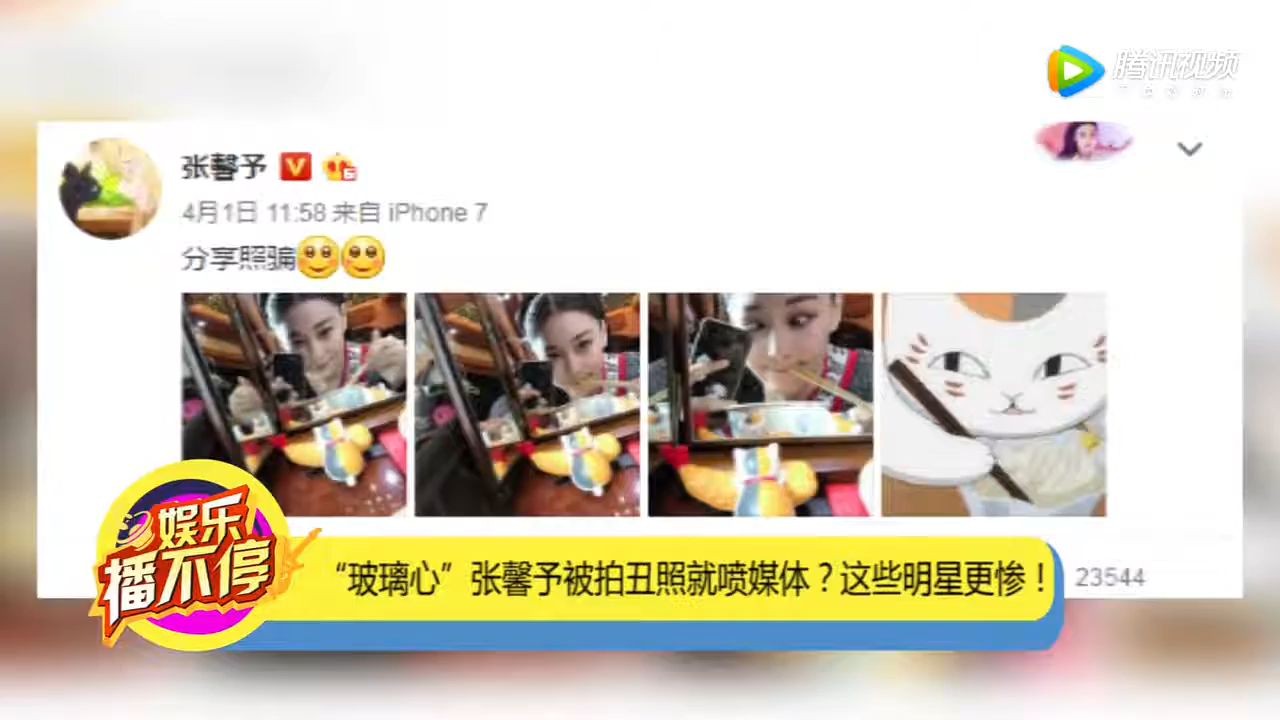 腾讯视频
张馨予
4月1日 11:58 来自 iPhone 7
分享照骗
娱乐
播不停
“玻璃心”张馨予被拍丑照就喷媒体？这些明星更惨！
23544